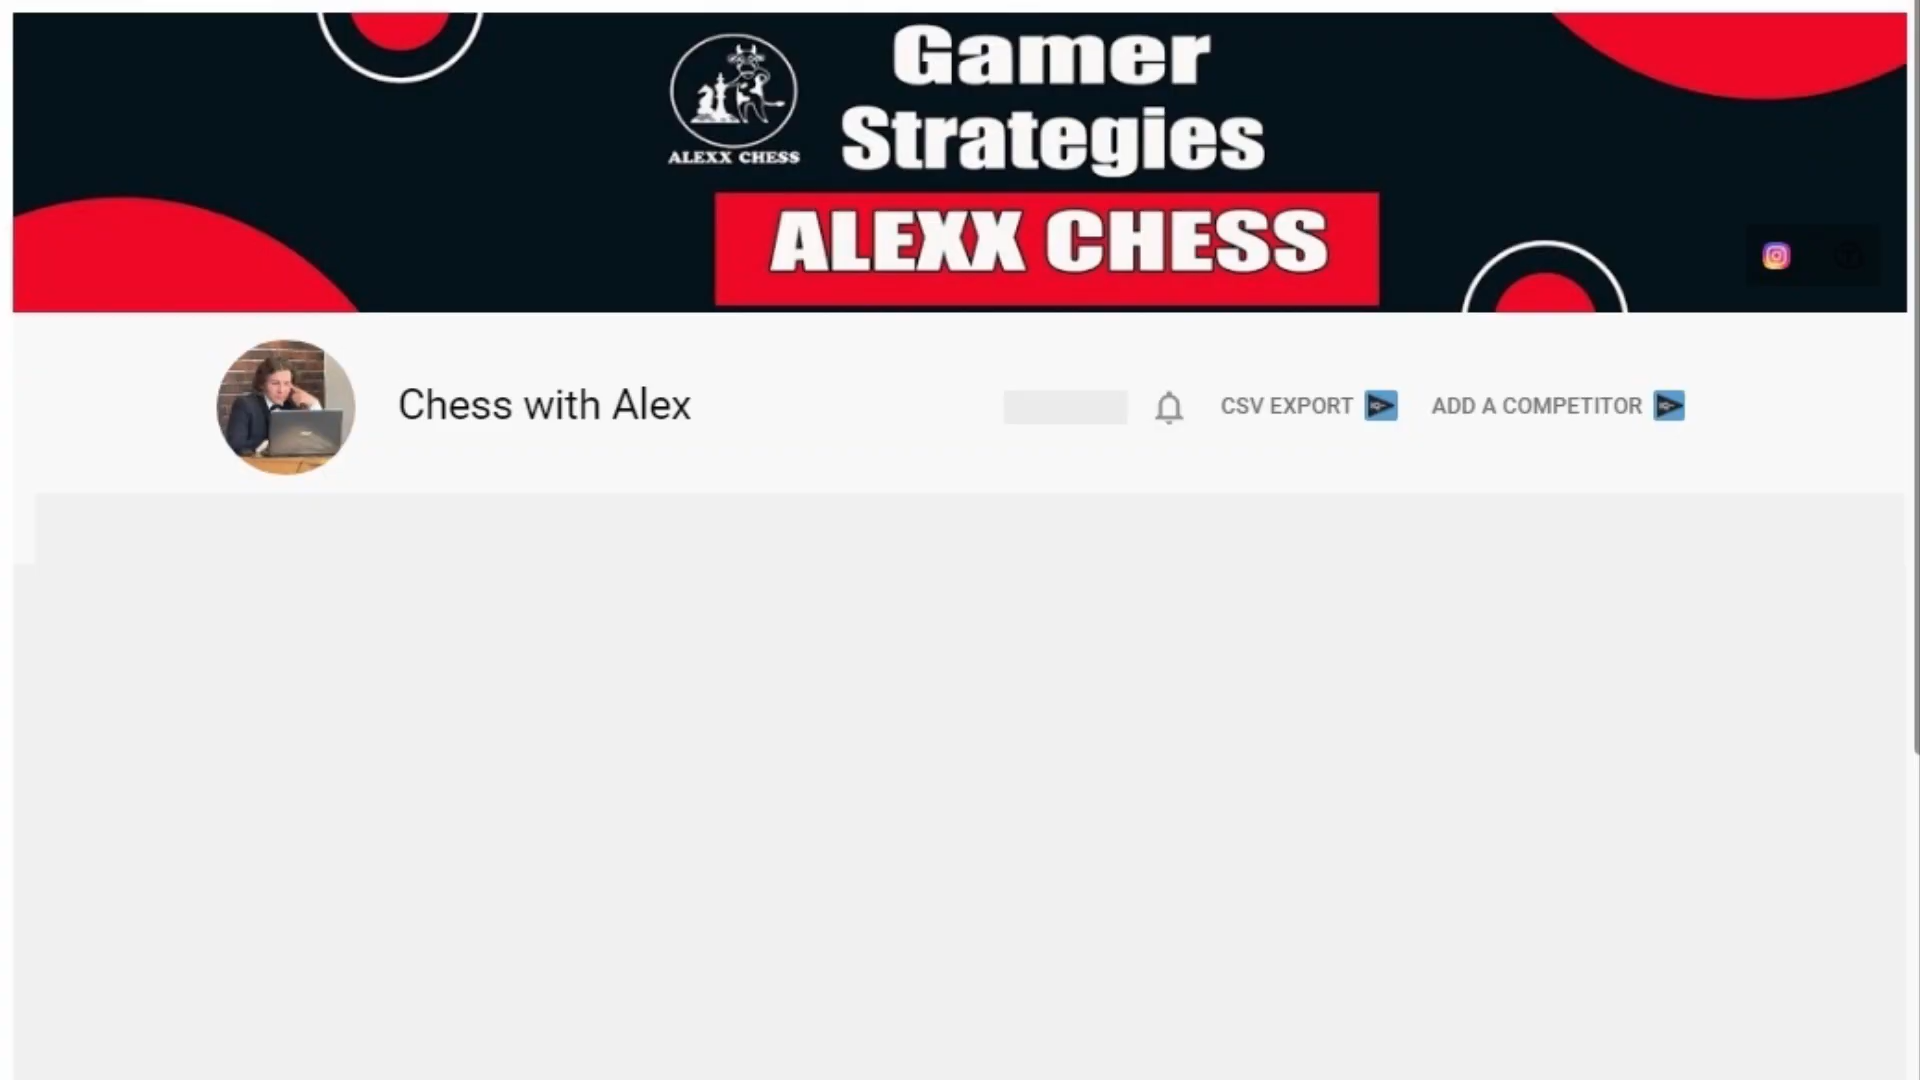 Gamer
Strategies
ALEXX CHESS
ALEXX CHESS
Chess with Alex
CSV EXPORT
ADD A COMPETITOR